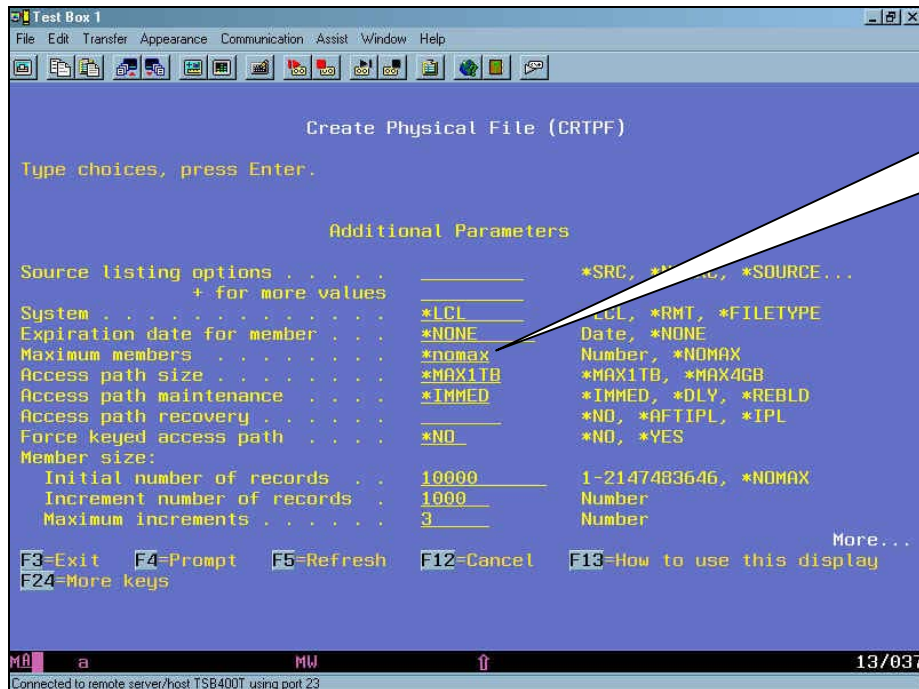 Test Box 1
File Edit Transfer Appearance Communication Assist Window Help
Create Physical File (CRTPF)
Type choices, press Enter.
Additional Parameters
Source listing options . . . . . *SRC, *SOURCE...
+ for more values
System . . . . . . . . . . . . . *LCL *RMT, *FILETYPE
Expiration date for member . . . *NONE Date, *NONE
Maximum members . . . . . . . . *nomax Number, *NOMAX
Access path size . . . . . . . . *MAX1TB *MAX1TB, *MAX4GB
Access path maintenance . . . . *IMMED *IMMED, *DLY, *REBLD
Access path recovery . . . . . . *NO, *AFTIPL, *IPL
Force keyed access path . . . . *NO *NO, *YES
Member size:
Initial number of records . . 10000 1-2147483646, *NOMAX
Increment number of records . 1000 Number
Maximum increments . . . . . . 3 Number
More...
F3=Exit F4=Prompt F5=Refresh F12=Cancel F13=How to use this display
F24=More keys
MA a MW 13/037
Connected to remote server/host TSB400T using port 23